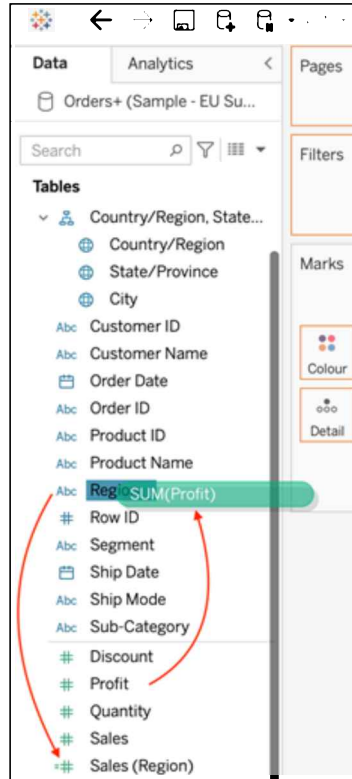 Data Analytics
Pages
Orders+ (Sample - EU Su...
Search
Filters
Tables
Country/Region, State...
Country/Region
State/Province
City
Marks
Abc Customer ID
Abc Customer Name
Order Date
Colour
Abc Order ID
Abc Product ID
Detail
Abc Product Name
Abc Region SUM(Profit)
# Row ID
Abc Segment
Ship Date
Abc Ship Mode
Abc Sub-Category
# Discount
# Profit
# Quantity
# Sales
=# Sales (Region)